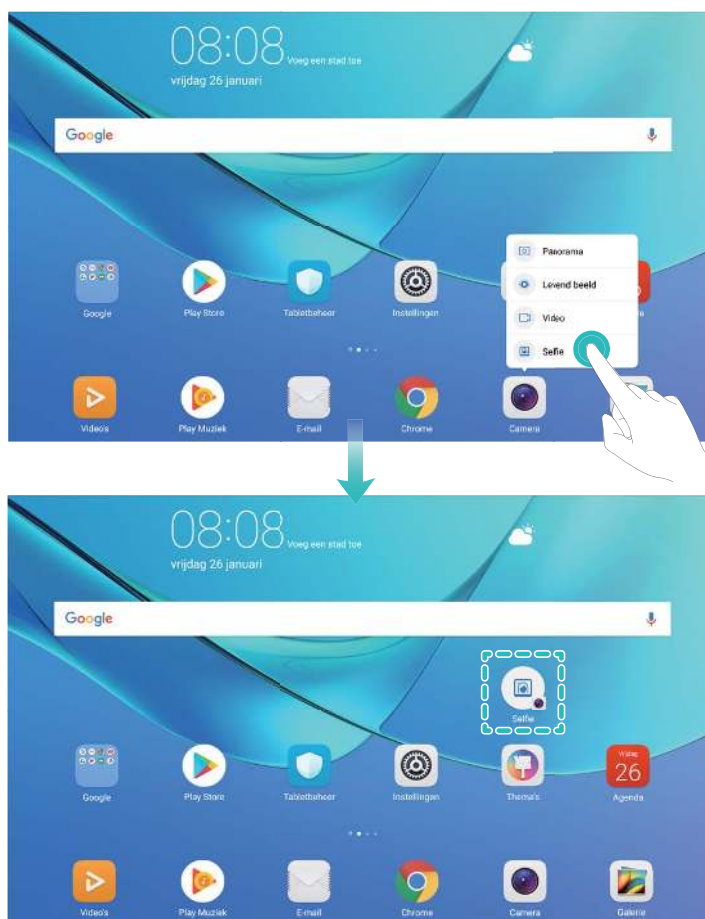 08:08 Voeg een stad toe
vrijdag 26 januari
Google
Panorama
Levend beeld
Video
Selfie
Google
Play Store
Tabletbeheer
Instellingen
Video's
Play Muziek
E-mail
Chrome
Camera
08:08 Voeg een stad toe
vrijdag 26 januari
Google
Selfie
Vrijdag
26
Google
Play Store
Tabletbeheer
Instellingen
Thema's
Agenda
Video's
Play Muziek
E-mail
Chrome
Camera
Galerie